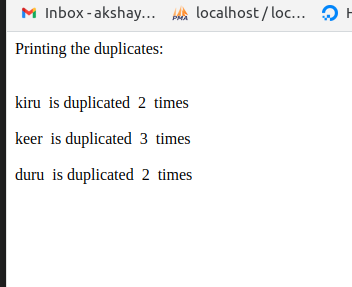 Inbox - akshay... localhost / loc...
PMA
Printing the duplicates:
kiru is duplicated 2 times
keer is duplicated 3 times
duru is duplicated 2 times